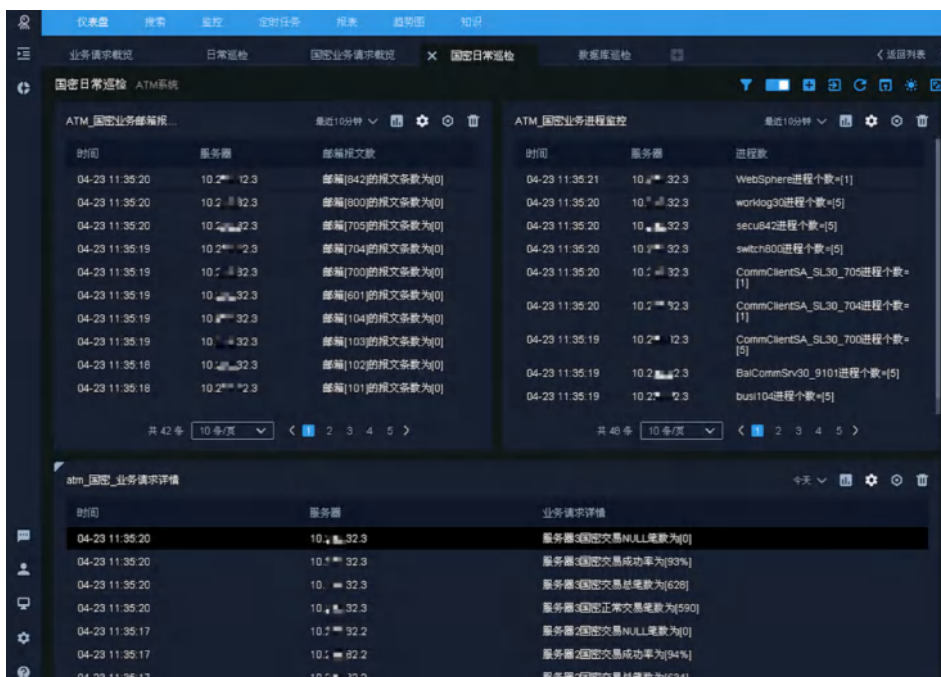 仪表盘 搜索 监控 定时任务 报表 趋势图 知识
业务请求概览 日常巡检 国密业务请求概览 × 国密日常巡检 数据库巡检 返回列表
国密日常巡检 ATM系统
ATM_国密业务邮箱报... 最近10分钟
时间 服务器 邮箱报文数
04-23 11:35:20 邮箱[842]的报文条数为[0]
04-23 11:35:20 邮箱[800]的报文条数为[0]
04-23 11:35:20 邮箱[705]的报文条数为[0]
04-23 11:35:19 邮箱[704]的报文条数为[0]
04-23 11:35:19 邮箱[700]的报文条数为[0]
04-23 11:35:19 邮箱[601]的报文条数为[0]
04-23 11:35:19 邮箱[104]的报文条数为[0]
04-23 11:35:19 邮箱[103]的报文条数为[0]
04-23 11:35:18 邮箱[102]的报文条数为[0]
04-23 11:35:18 邮箱[101]的报文条数为[0]
共 42 条 10 条/页 1 2 3 4 5
ATM_国密业务进程监控 最近10分钟
时间 服务器 进程数
04-23 11:35:21 WebSphere进程个数=[1]
04-23 11:35:20 worklog30进程个数=[5]
04-23 11:35:20 secu842进程个数=[5]
04-23 11:35:20 switch800进程个数=[5]
04-23 11:35:20 CommClientSA_SL30_705进程个数=
[1]
04-23 11:35:20 CommClientSA_SL30_704进程个数=
[1]
04-23 11:35:19 CommClientSA_SL30_700进程个数=
[5]
04-23 11:35:19 BaiCommSrv30_9101进程个数=[5]
04-23 11:35:19 busi104进程个数=[5]
共 48 条 10 条/页 1 2 3 4 5
atm_国密_业务请求详情 今天
时间 服务器 业务请求详情
04-23 11:35:20 服务器3国密交易NULL笔数为[0]
04-23 11:35:20 服务器3国密交易成功率为[93%]
04-23 11:35:20 服务器3国密交易总笔数为[628]
04-23 11:35:20 服务器3国密正常交易笔数为[590]
04-23 11:35:17 服务器2国密交易NULL笔数为[0]
04-23 11:35:17 服务器2国密交易成功率为[94%]